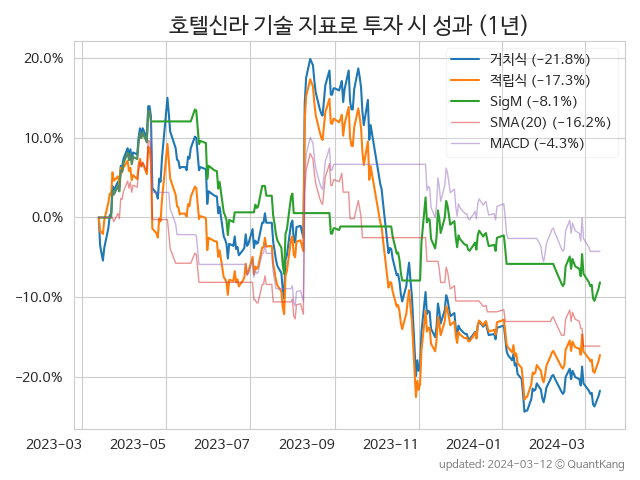 호텔신라 기술 지표로 투자 시 성과 (1년)
거치식 (−21.8%)
적립식 (−17.3%)
SigM (−8.1%)
SMA(20) (−16.2%)
MACD (−4.3%)
20.0%
10.0%
0.0%
−10.0%
−20.0%
2023-03 2023-05 2023-07 2023-09 2023-11 2024-01 2024-03
updated: 2024-03-12 © QuantKang